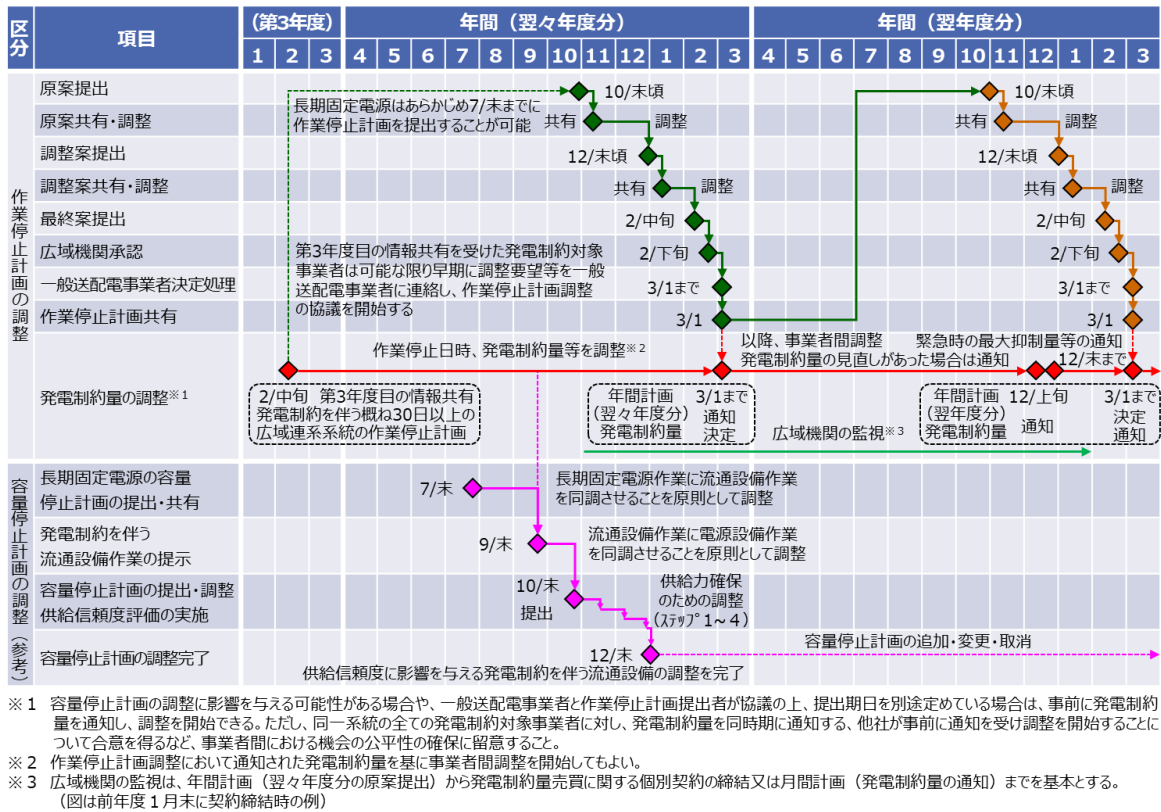 区分
項目
(第3年度)
年間（翌々年度分）
年間（翌年度分）
1 2 3 4 5 6 7 8 9 10 11 12 1 2 3 4 5 6 7 8 9 10 11 12 1 2 3
作業停止計画の調整
原案提出
10/末頃
10/末頃
長期固定電源はあらかじめ7/末までに
作業停止計画を提出することが可能
原案共有・調整
共有
調整
共有
調整
調整案提出
12/末頃
12/末頃
調整案共有・調整
共有
調整
共有
調整
最終案提出
2/中旬
2/中旬
広域機関承認
2/下旬
2/下旬
第3年度目の情報共有を受けた発電制約対象
事業者は可能な限り早期に調整要望等を一般
送配電事業者に連絡し、作業停止計画調整
の協議を開始する
一般送配電事業者決定処理
3/1まで
3/1まで
作業停止計画共有
3/1
3/1
発電制約量の調整※1
作業停止日時、発電制約量等を調整※2
以降、事業者間調整
発電制約量の見直しがあった場合は通知
緊急時の最大抑制量等の通知
12/末まで
2/中旬 第3年度目の情報共有
発電制約を伴う概ね30日以上の
広域連系系統の作業停止計画
年間計画
(翌々年度分)
発電制約量
3/1まで
通知
決定
年間計画
(翌年度分)
発電制約量
12/上旬
通知
3/1まで
決定
通知
広域機関の監視※3
容量停止計画の調整（参考）
長期固定電源の容量
停止計画の提出・共有
7/末
長期固定電源作業に流通設備作業
を同調させることを原則として調整
発電制約を伴う
流通設備作業の提示
9/末
流通設備作業に電源設備作業
を同調させることを原則として調整
容量停止計画の提出・調整
供給信頼度評価の実施
10/末
提出
供給力確保
のための調整
(ｽﾃｯﾌﾟ1～4)
容量停止計画の調整完了
12/末
容量停止計画の追加・変更・取消
供給信頼度に影響を与える発電制約を伴う流通設備の調整を完了
※1 容量停止計画の調整に影響を与える可能性がある場合や、一般送配電事業者と作業停止計画提出者が協議の上、提出期日を別途定めている場合は、事前に発電制約
量を通知し、調整を開始できる。ただし、同一系統の全ての発電制約対象事業者に対し、発電制約量を同時期に通知する、他社が事前に通知を受け調整を開始することに
ついて合意を得るなど、事業者間における機会の公平性の確保に留意すること。
※2 作業停止計画調整において通知された発電制約量を基に事業者間調整を開始してもよい。
※3 広域機関の監視は、年間計画（翌々年度分の原案提出）から発電制約量売買に関する個別契約の締結又は月間計画（発電制約量の通知）までを基本とする。
（図は前年度1月末に契約締結時の例）